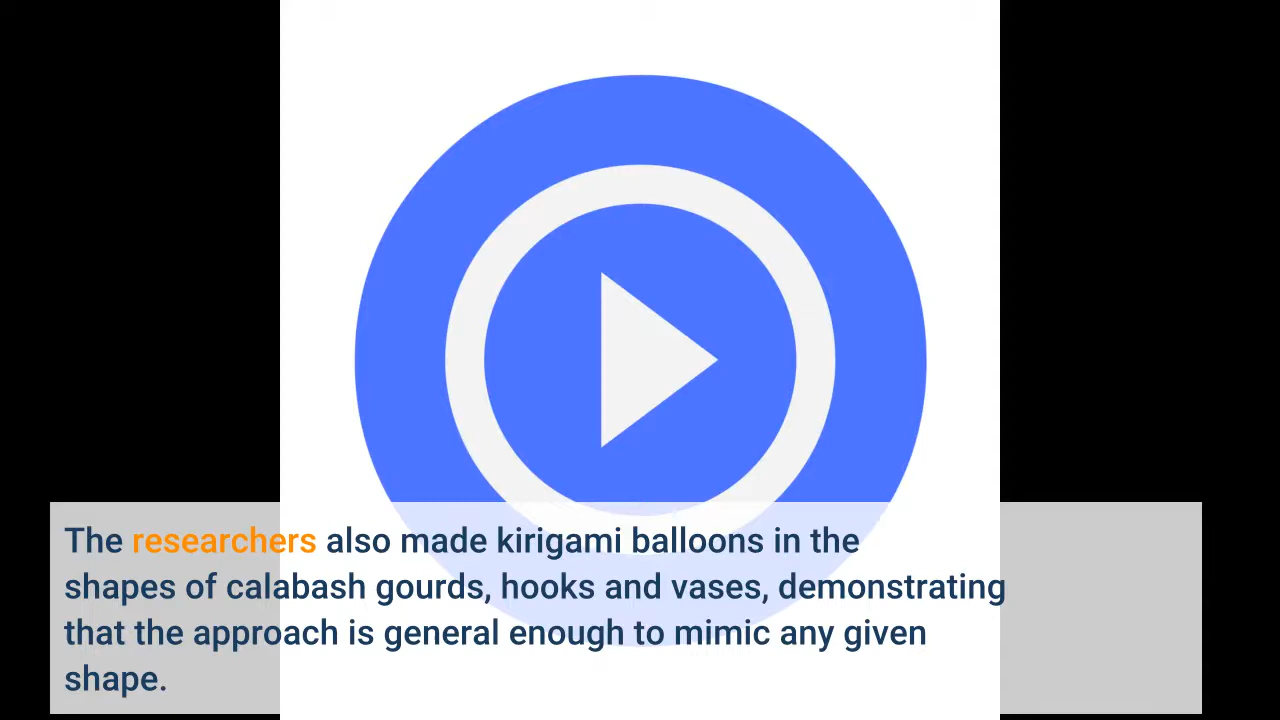 The researchers also made kirigami balloons in the
shapes of calabash gourds, hooks and vases, demonstrating
that the approach is general enough to mimic any given
shape.